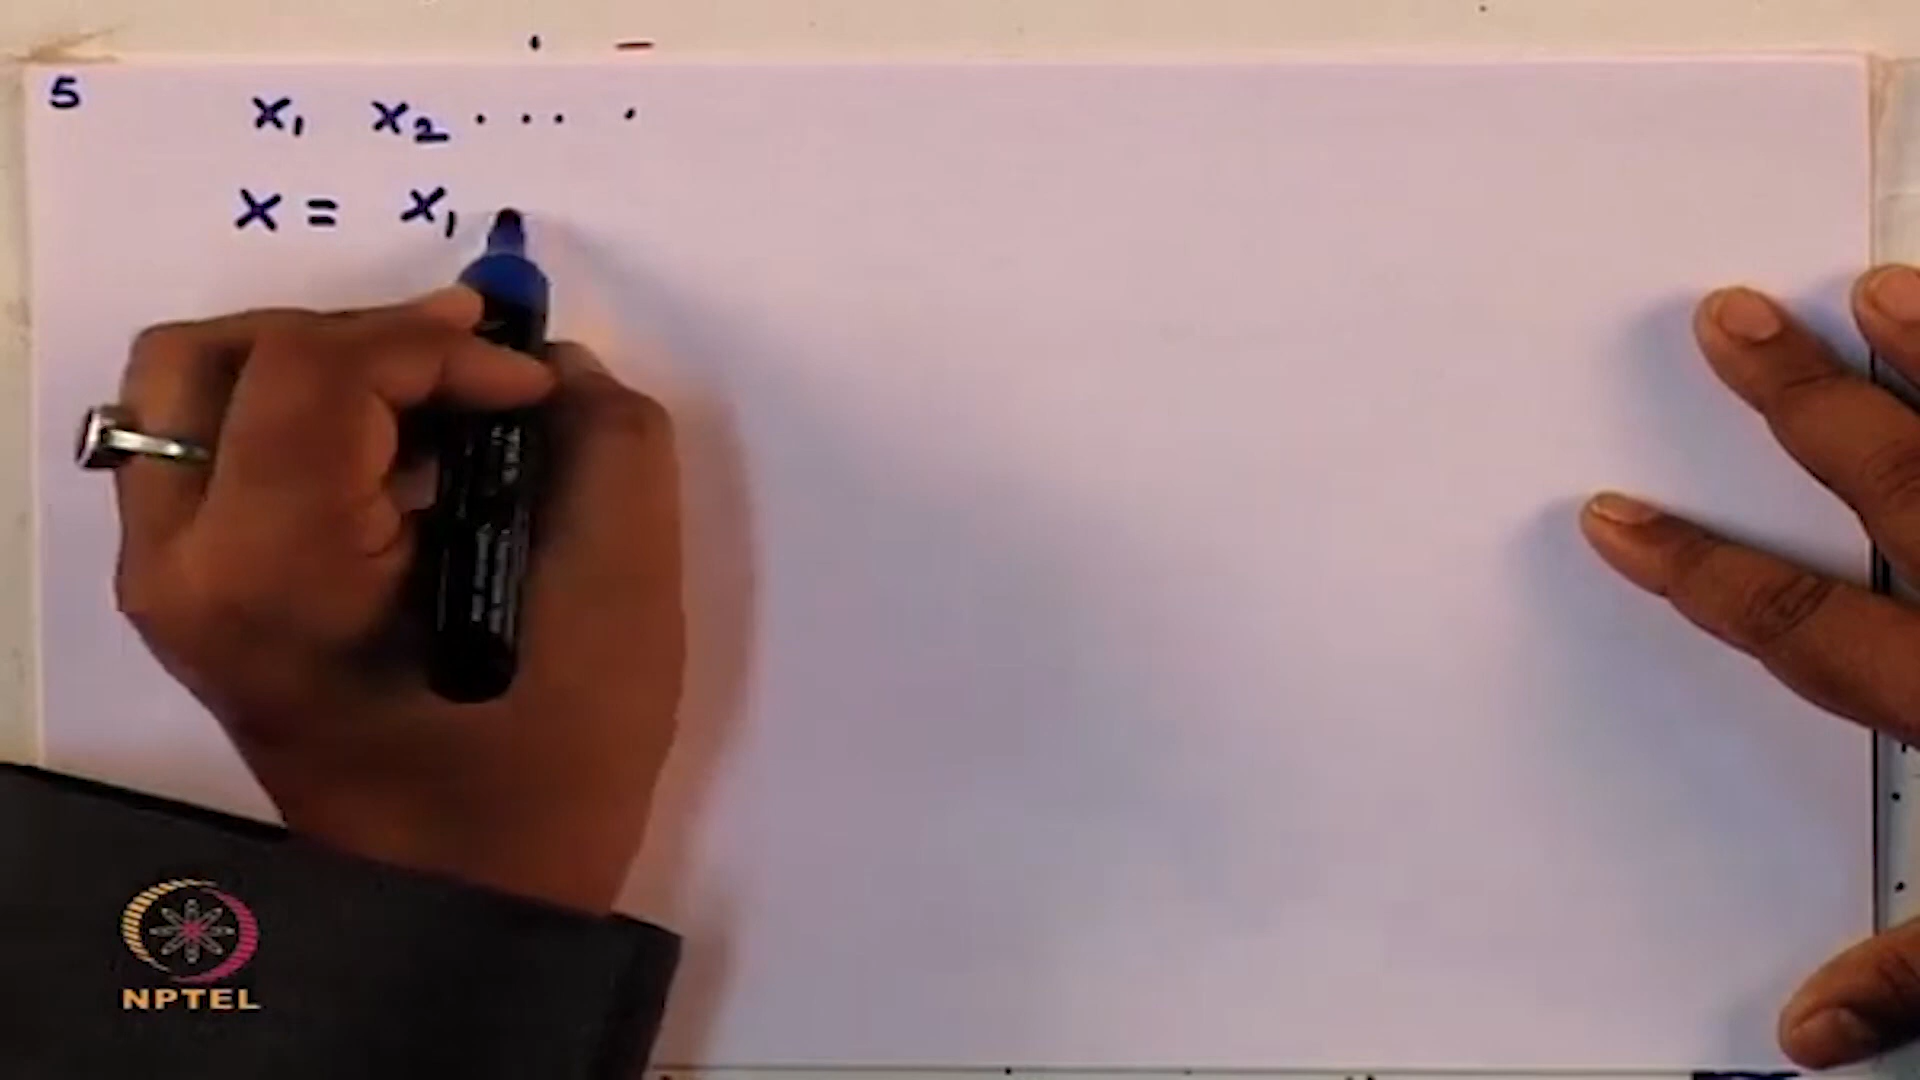 5
x₁ x₂ . . . .
x = x₁
NPTEL